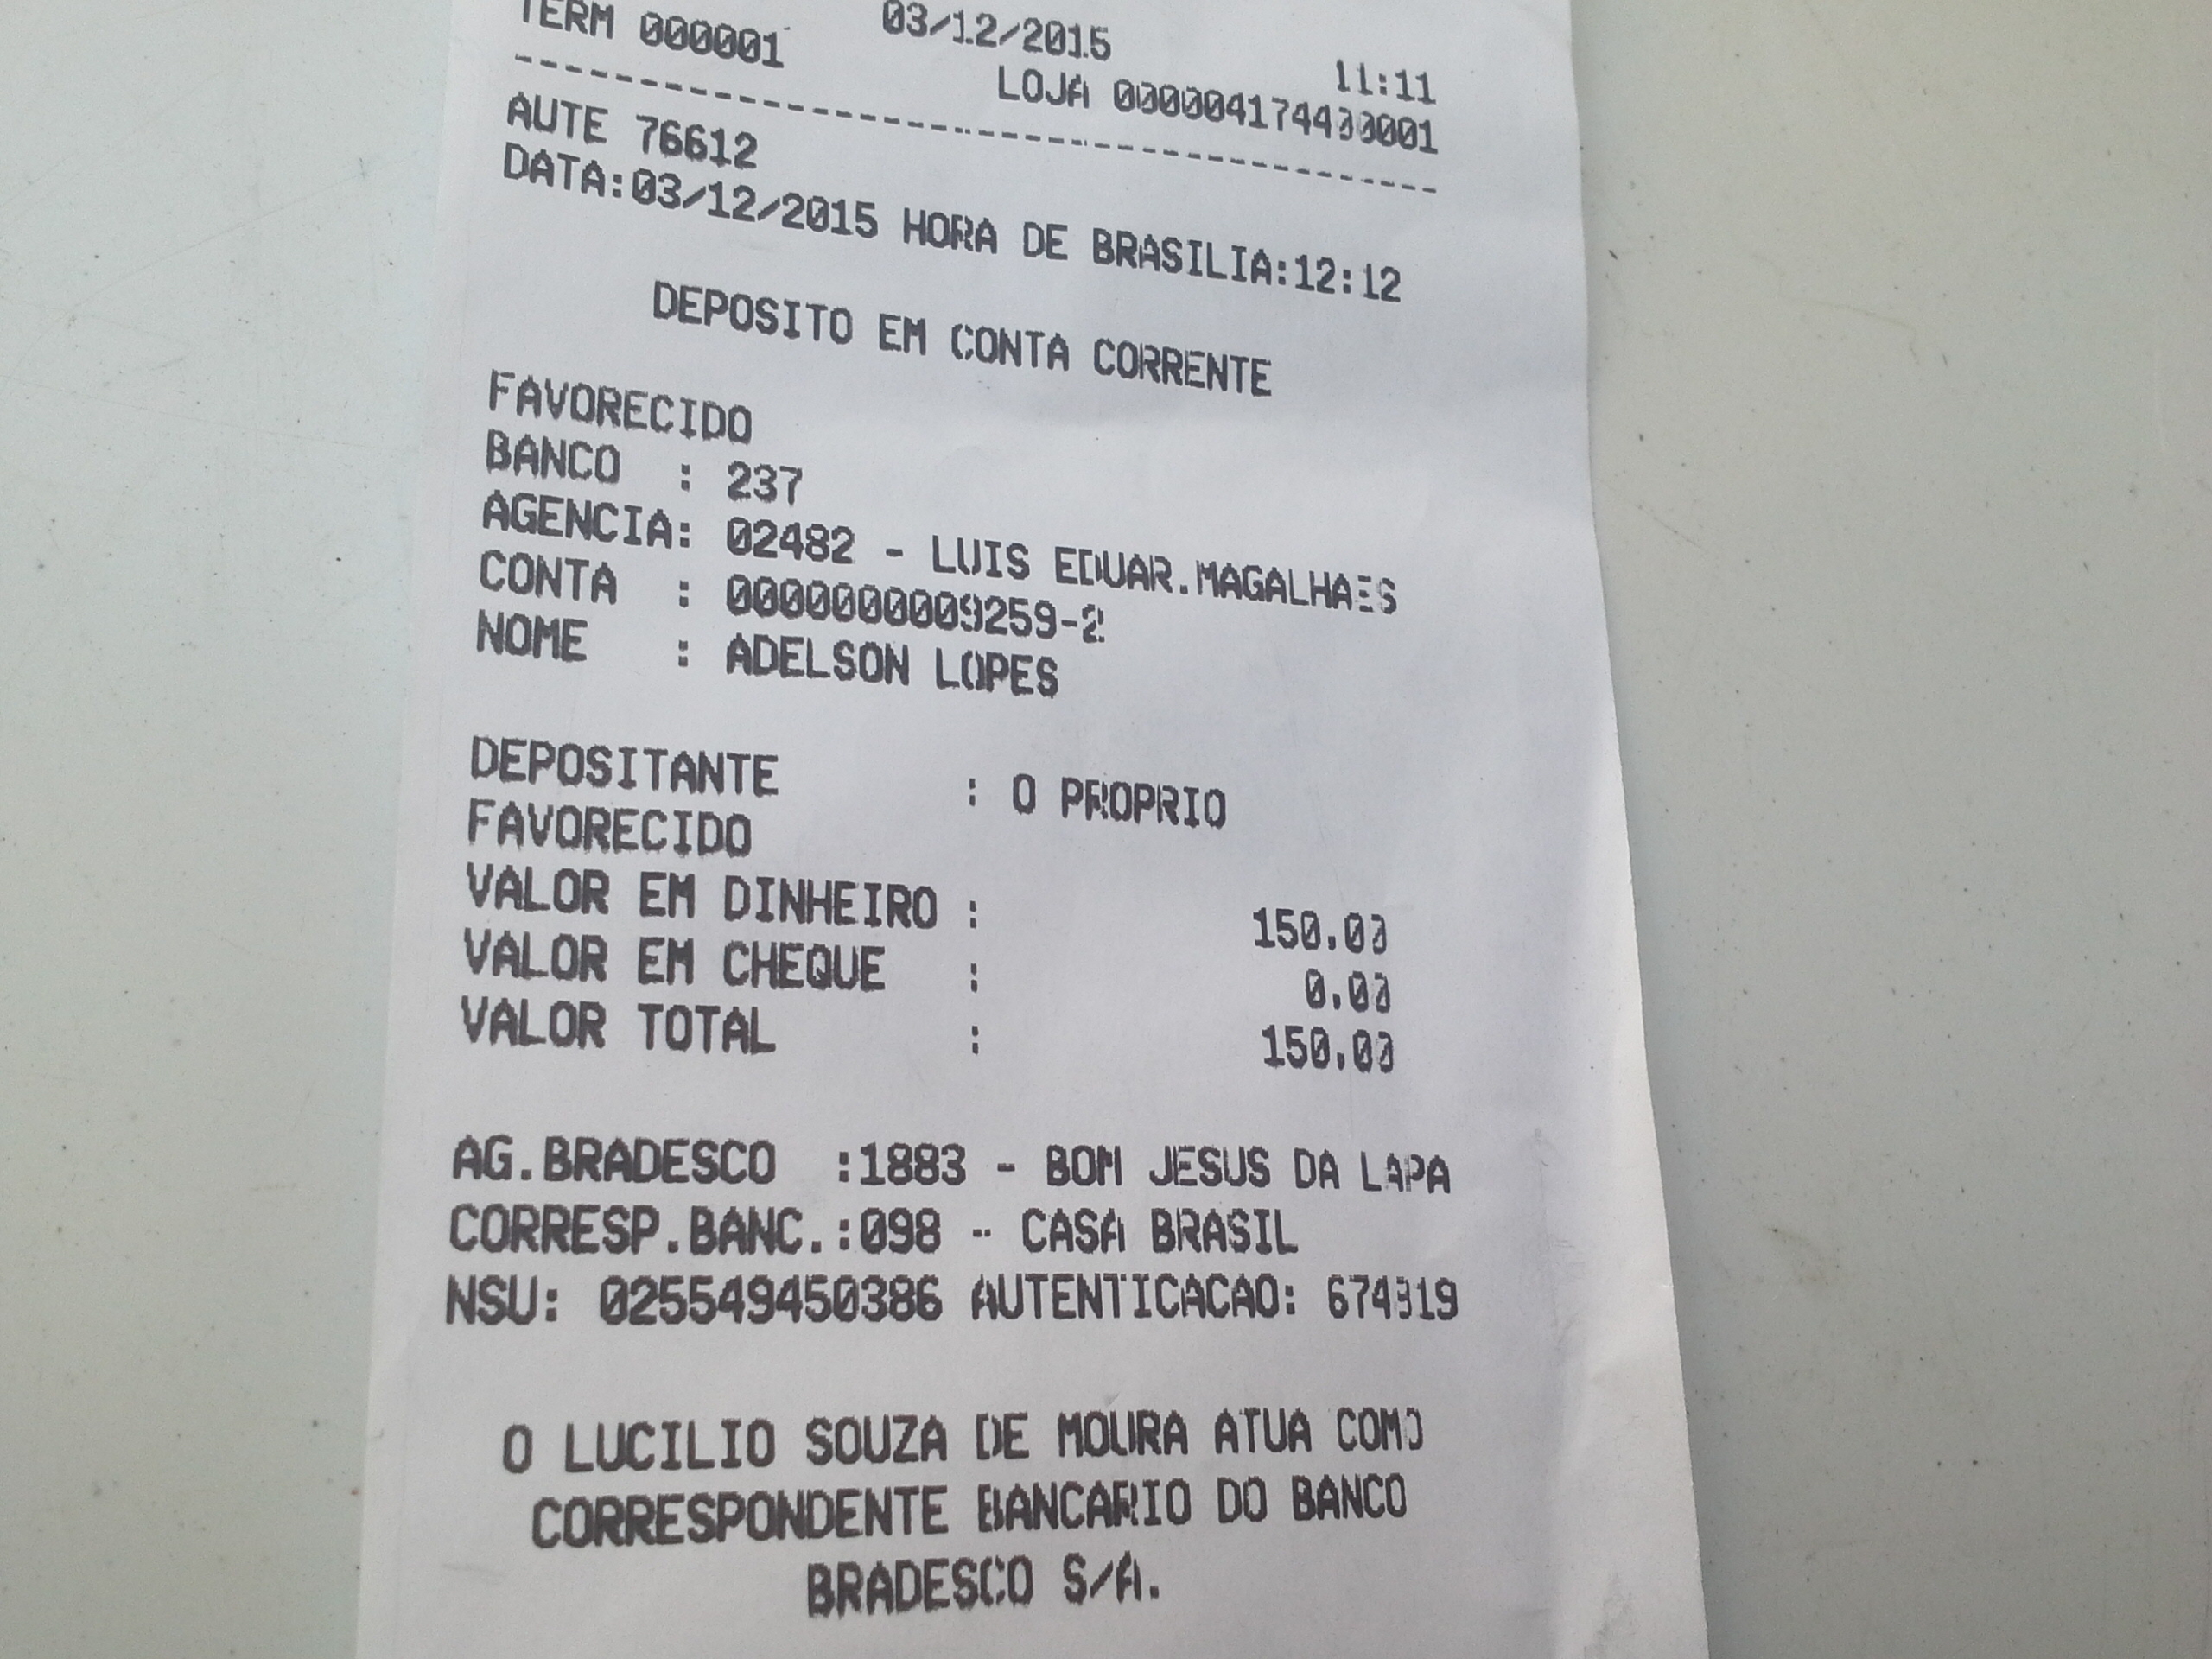 TERM 000001 03/12/2015 11:11
LOJA 000004174400001
--------------------------------------
AUTE 76612
DATA:03/12/2015 HORA DE BRASILIA:12:12
DEPOSITO EM CONTA CORRENTE
FAVORECIDO
BANCO : 237
AGENCIA: 02482 - LUIS EDUAR.MAGALHAES
CONTA : 0000000009259-2
NOME : ADELSON LOPES
DEPOSITANTE : O PROPRIO
FAVORECIDO
VALOR EM DINHEIRO : 150,00
VALOR EM CHEQUE : 0,00
VALOR TOTAL : 150,00
AG.BRADESCO :1883 - BOM JESUS DA LAPA
CORRESP.BANC.:098 - CASA BRASIL
NSU: 025549450386 AUTENTICACAO:
O LUCILIO SOUZA DE MOURA ATUA COMO
CORRESPONDENTE BANCARIO DO BANCO
BRADESCO S/A.